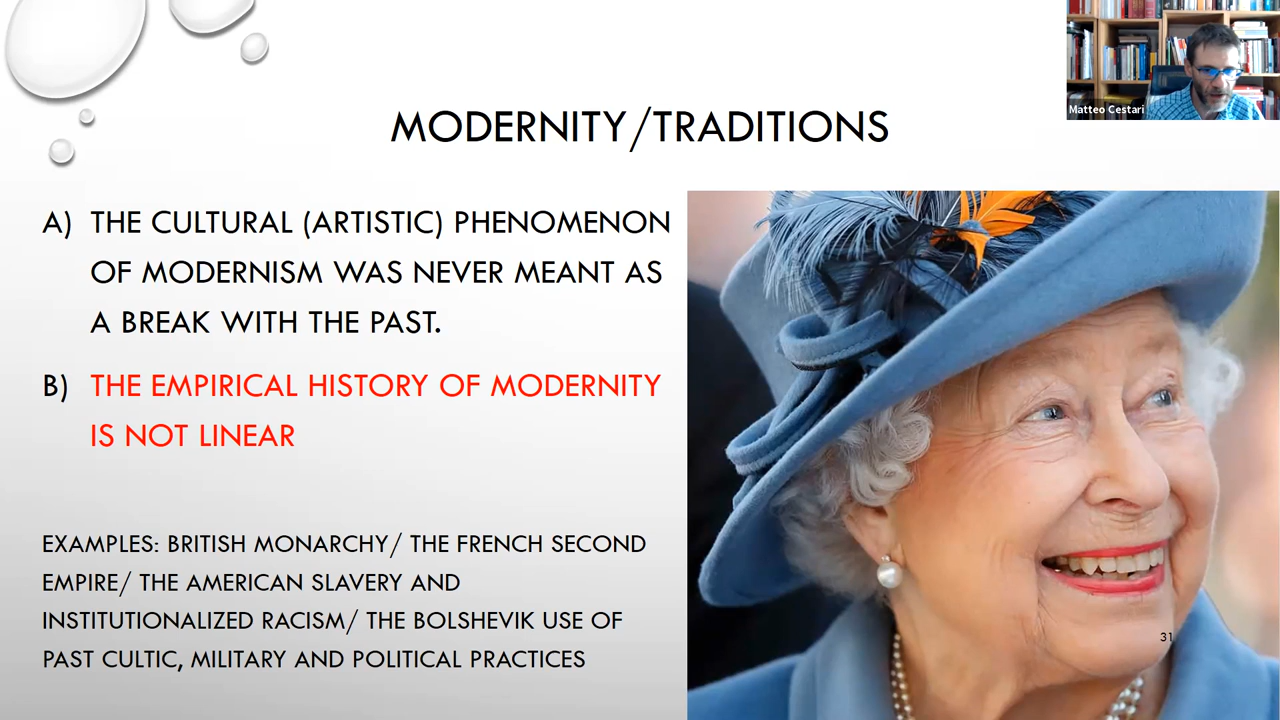 Matteo Cestari
MODERNITY/TRADITIONS
A) THE CULTURAL (ARTISTIC) PHENOMENON
OF MODERNISM WAS NEVER MEANT AS
A BREAK WITH THE PAST.
B) THE EMPIRICAL HISTORY OF MODERNITY
IS NOT LINEAR
EXAMPLES: BRITISH MONARCHY/ THE FRENCH SECOND
EMPIRE/ THE AMERICAN SLAVERY AND
INSTITUTIONALIZED RACISM/ THE BOLSHEVIK USE OF
PAST CULTIC, MILITARY AND POLITICAL PRACTICES
31